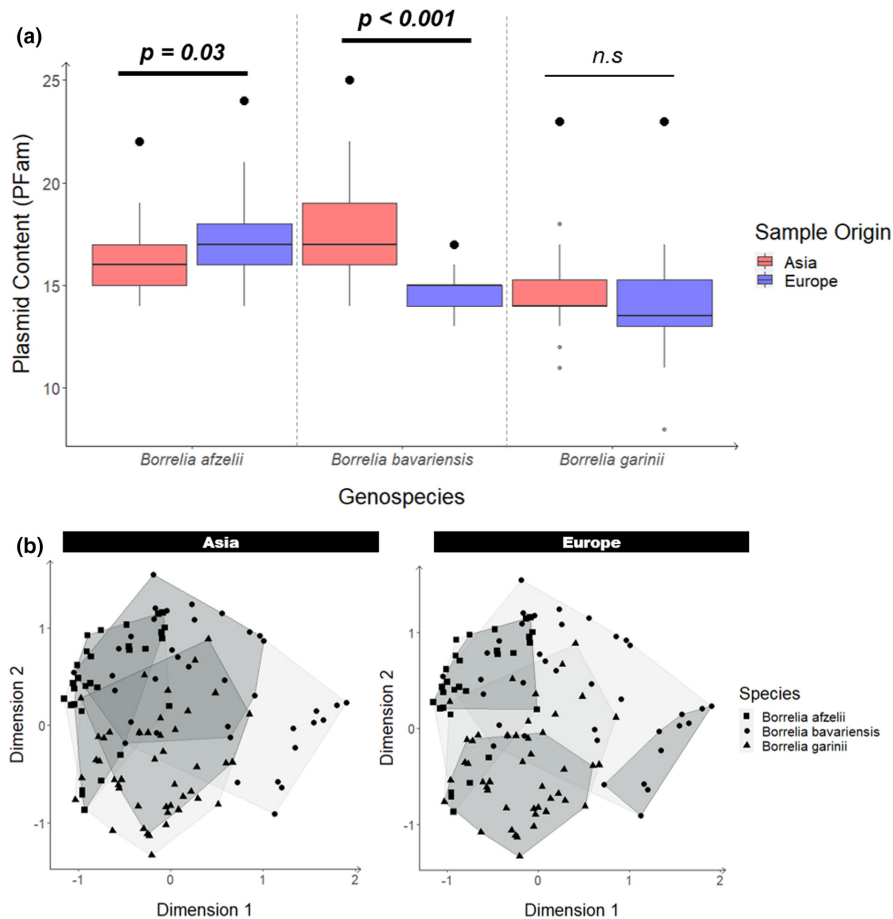 (a)
p = 0.03
p < 0.001
n.s
25
20
15
10
Plasmid Content (PFam)
Borrelia afzelii
Borrelia bavariensis
Borrelia garinii
Genospecies
Sample Origin
Asia
Europe
(b)
Asia
Europe
1
0
-1
Dimension 2
-1
0
1
2
Dimension 1
1
0
-1
Dimension 2
-1
0
1
2
Dimension 1
Species
Borrelia afzelii
Borrelia bavariensis
Borrelia garinii